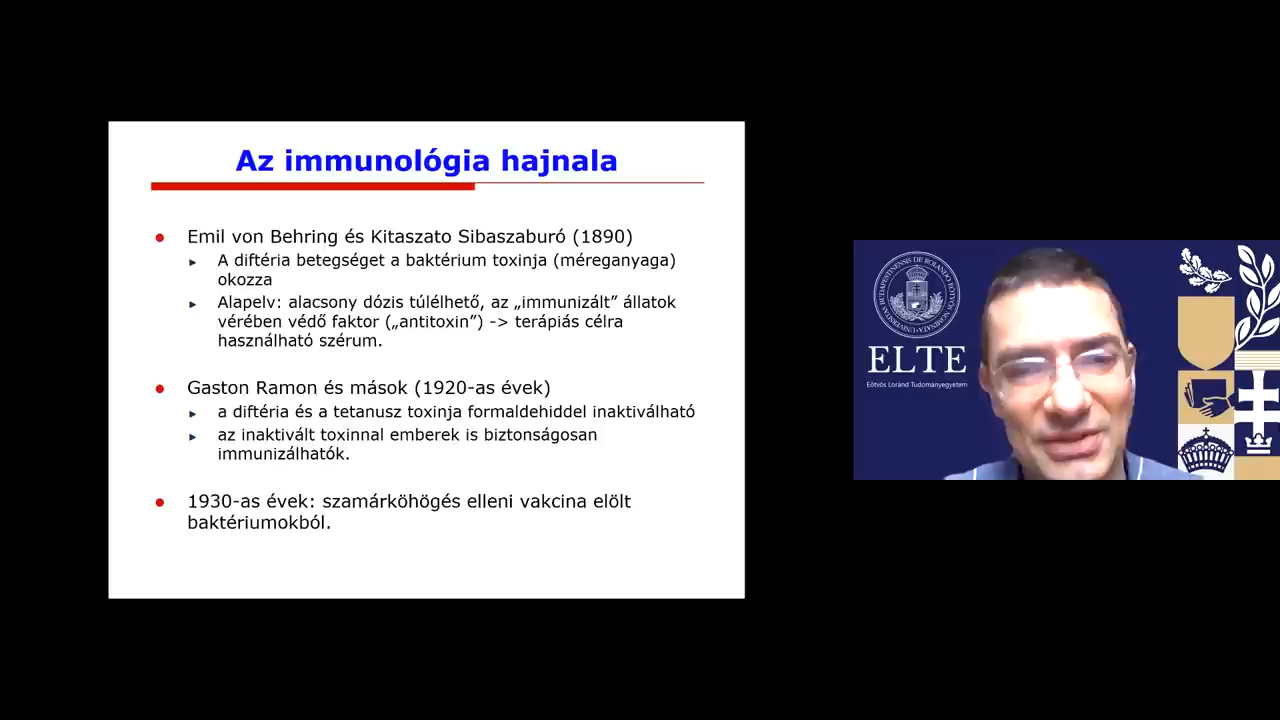 Az immunológia hajnala
Emil von Behring és Kitaszato Sibaszaburó (1890)
A diftéria betegséget a baktérium toxinja (méreganyaga)
okozza
Alapelv: alacsony dózis túlélhető, az „immunizált” állatok
vérében védő faktor („antitoxin”) -> terápiás célra
használható szérum.
Gaston Ramon és mások (1920-as évek)
a diftéria és a tetanusz toxinja formaldehiddel inaktiválható
az inaktivált toxinnal emberek is biztonságosan
immunizálhatók.
1930-as évek: szamárköhögés elleni vakcina elölt
baktériumokból.
ELTE
Eötvös Loránd Tudományegyetem